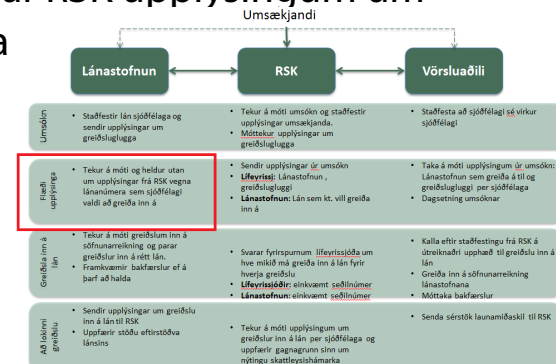 RSK upplýsingum um
Umsækjandi
Lánastofnun
RSK
Vörsluaðili
Umsókn
• Staðfestir lán sjóðfélaga og
sendir upplýsingar um
greiðsluglugga
• Tekur á móti umsókn og staðfestir
upplýsingar umsækjanda.
• Móttekur upplýsingar um
greiðslugluggga
• Staðfesta að sjóðfélagi sé virkur
sjóðfélagi
Flæði
upplýsinga
• Tekur á móti og heldur utan
um upplýsingar frá RSK vegna
lánanúmera sem sjóðfélagi
valdi að greiða inn á
• Sendir upplýsingar úr umsókn
• Lífeyrissj: Lánastofnun ,
greiðslugluggi
• Lánastofnun: Lán sem kt. vill greiða
inn á
• Taka á móti upplýsingum úr umsókn:
Lánastofnun sem greiða á til og
greiðslugluggi per sjóðfélaga
• Dagsetning umsóknar
Greiðsla inn á
lán
• Tekur á móti greiðslum inn á
söfnunarreikning og parar
greiðslur inn á rétt lán.
• Framkvæmir bakfærslur ef á
þarf að halda
• Svarar fyrirspurnum lífeyrissjóða um
hve mikið má greiða inn á lán fyrir
hverja greiðslu
• Lífeyrissjóðir: einkvæmt seðilnúmer
• Lánastofnun: einkvæmt seðilnúmer
• Kalla eftir staðfestingu frá RSK á
útreiknaðri upphæð til greiðslu inn á
lán
• Greiða inn á söfnunarreikning
lánastofnana
• Móttaka bakfærslur
Að lokinni
greiðslu
• Sendir upplýsingar um greiðslu
inn á lán til RSK
• Uppfærir stöðu eftirstöðva
lánsins
• Tekur á móti upplýsingum um
greiðslur inn á lán per sjóðfélaga og
uppfærir gagnagrunn sinn um
nýtingu skattleysishámarka
• Senda sérstök launamiðaskil til RSK